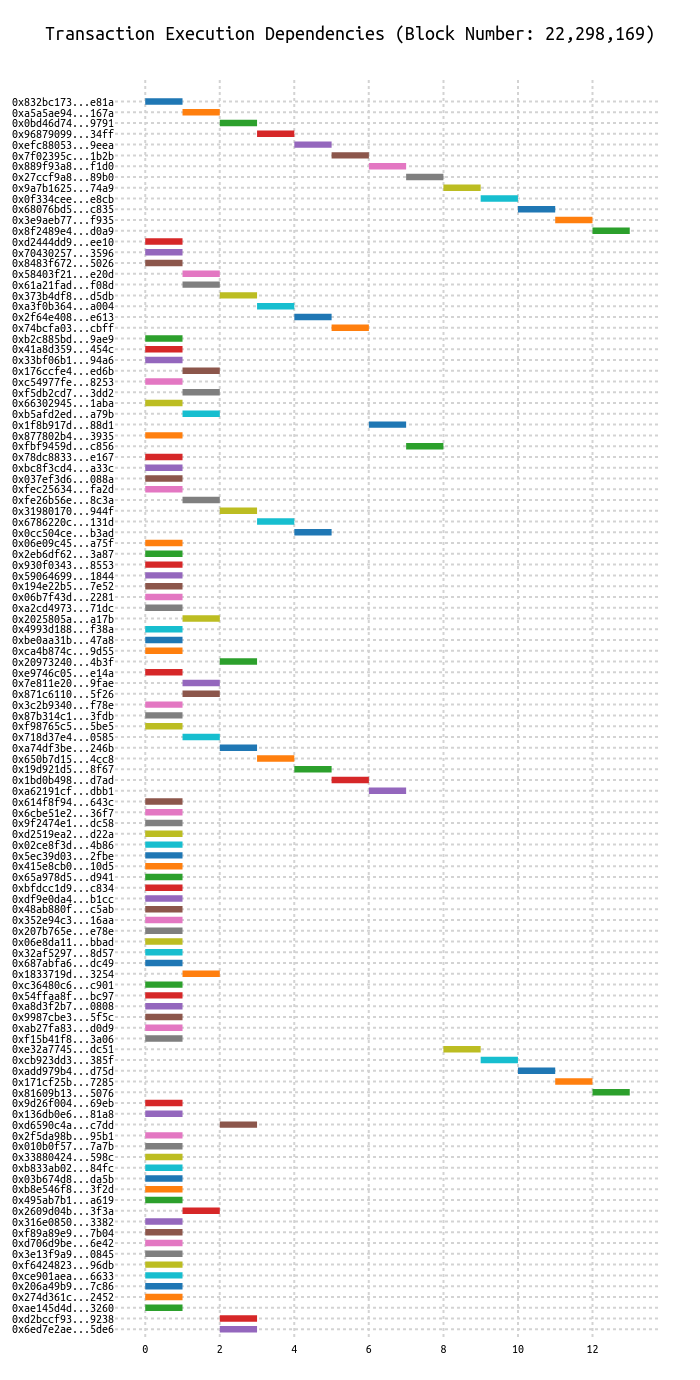 Transaction Execution Dependencies (Block Number: 22,298,169)
0x832bc173...e81a
0xa5a5ae94...167a
0x0bd46d74...9791
0x96879099...34ff
0xefc88053...9eea
0x7f02395c...1b2b
0x889f93a8...f1d0
0x27ccf9a8...89b0
0x9a7b1625...74a9
0x0f334cee...e8cb
0x68076bd5...c835
0x3e9aeb77...f935
0x8f2489e4...d0a9
0xd2444dd9...ee10
0x70430257...3596
0x8483f672...5026
0x58403f21...e20d
0x61a21fad...f08d
0x373b4df8...d5db
0xa3f0b364...a004
0x2f64e408...e613
0x74bcfa03...cbff
0xb2c885bd...9ae9
0x41a8d359...454c
0x33bf06b1...94a6
0x176ccfe4...ed6b
0xc54977fe...8253
0xf5db2cd7...3dd2
0x66302945...1aba
0xb5afd2ed...a79b
0x1f8b917d...88d1
0x877802b4...3935
0xfbf9459d...c856
0x78dc8833...e167
0xbc8f3cd4...a33c
0x037ef3d6...088a
0xfec25634...fa2d
0xfe26b56e...8c3a
0x31980170...944f
0x6786220c...131d
0x0cc504ce...b3ad
0x06e09c45...a75f
0x2eb6df62...3a87
0x930f0343...8553
0x59064699...1844
0x194e22b5...7e52
0x06b7f43d...2281
0xa2cd4973...71dc
0x2025805a...a17b
0x4993d188...f38a
0xbe0aa31b...47a8
0xca4b874c...9d55
0x20973240...4b3f
0xe9746c05...e14a
0x7e811e20...9fae
0x871c6110...5f26
0x3c2b9340...f78e
0x87b314c1...3fdb
0xf98765c5...5be5
0x718d37e4...0585
0xa74df3be...246b
0x650b7d15...4cc8
0x19d921d5...8f67
0x1bd0b498...d7ad
0xa62191cf...dbb1
0x614f8f94...643c
0x6cbe51e2...36f7
0x9f2474e1...dc58
0xd2519ea2...d22a
0x02ce8f3d...4b86
0x5ec39d03...2fbe
0x415e8cb0...10d5
0x65a978d5...d941
0xbfdcc1d9...c834
0xdf9e0da4...b1cc
0x48ab880f...c5ab
0x352e94c3...16aa
0x207b765e...e78e
0x06e8da11...bbad
0x32af5297...8d57
0x687abfa6...dc49
0x1833719d...3254
0xc36480c6...c901
0x54ffaa8f...bc97
0xa8d3f2b7...0808
0x9987cbe3...5f5c
0xab27fa83...d0d9
0xf15b41f8...3a06
0xe32a7745...dc51
0xcb923dd3...385f
0xadd979b4...d75d
0x171cf25b...7285
0x81609b13...5076
0x9d26f004...69eb
0x136db0e6...81a8
0xd6590c4a...c7dd
0x2f5da98b...95b1
0x010b0f57...7a7b
0x33880424...598c
0xb833ab02...84fc
0x03b674d8...da5b
0xb8e546f8...3f2d
0x495ab7b1...a619
0x2609d04b...3f3a
0x316e0850...3382
0xf89a89e9...7b04
0xd706d9be...6e42
0x3e13f9a9...0845
0xf6424823...96db
0xce901aea...6633
0x206a49b9...7c86
0x274d361c...2452
0xae145d4d...3260
0xd2bccf93...9238
0x6ed7e2ae...5de6
0 2 4 6 8 10 12